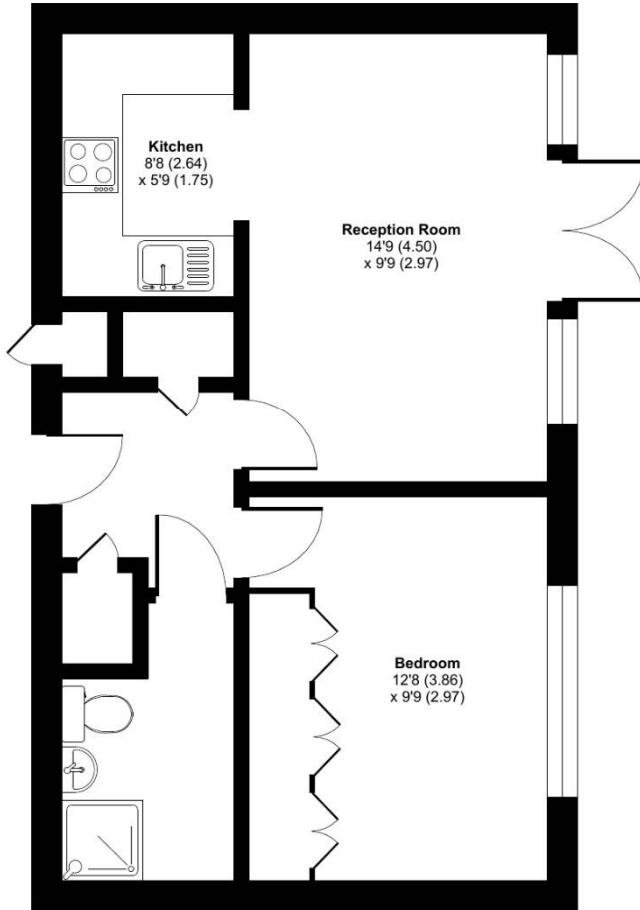 Kitchen
8'8 (2.64)
x 5'9 (1.75)
Reception Room
14'9 (4.50)
x 9'9 (2.97)
Bedroom
12'8 (3.86)
x 9'9 (2.97)